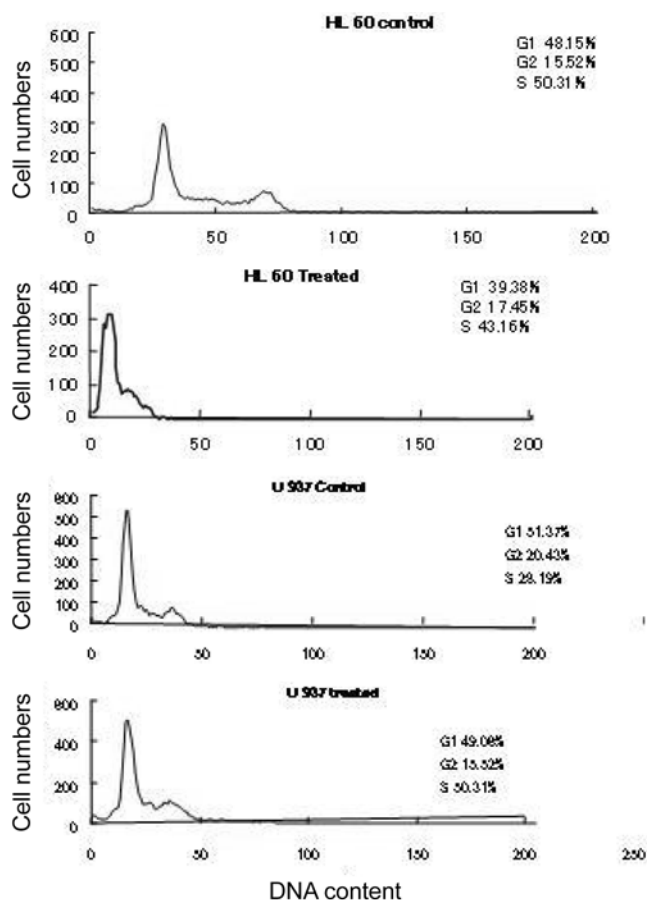 HL 60 control
600
500
400
300
200
100
0
Cell numbers
G1 48.15%
G2 15.52%
S 50.31%
0 50 100 150 200
HL 60 Treated
400
300
200
100
0
Cell numbers
G1 39.38%
G2 17.45%
S 43.16%
0 50 100 150 200
U 937 Control
500
400
300
200
100
0
Cell numbers
G1 51.37%
G2 20.43%
S 28.19%
0 50 100 150 200
U 937 treated
600
400
200
0
Cell numbers
G1 49.08%
G2 15.52%
S 50.31%
0 50 100 150 200 250
DNA content